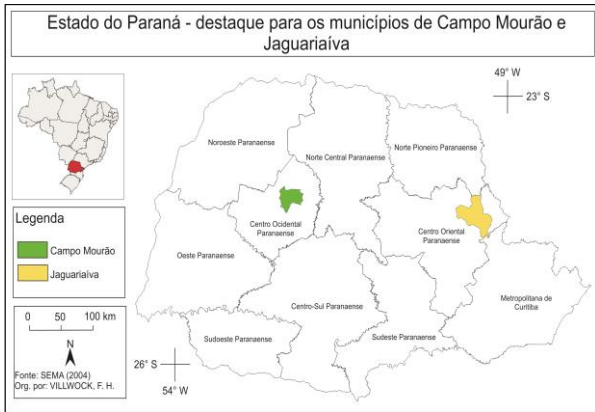 Estado do Paraná - destaque para os municípios de Campo Mourão e
Jaguariaíva
49° W
23° S
Noroeste Paranaense
Norte Central Paranaense
Norte Pioneiro Paranaense
Legenda
Campo Mourão
Jaguariaíva
Centro Ocidental
Paranaense
Centro Oriental
Paranaense
Oeste Paranaense
Centro-Sul Paranaense
Metropolitana de
Curitiba
Sudoeste Paranaense
Sudeste Paranaense
0 50 100 km
N
Fonte: SEMA (2004)
Org. por: VILLWOCK, F. H.
26° S
54° W